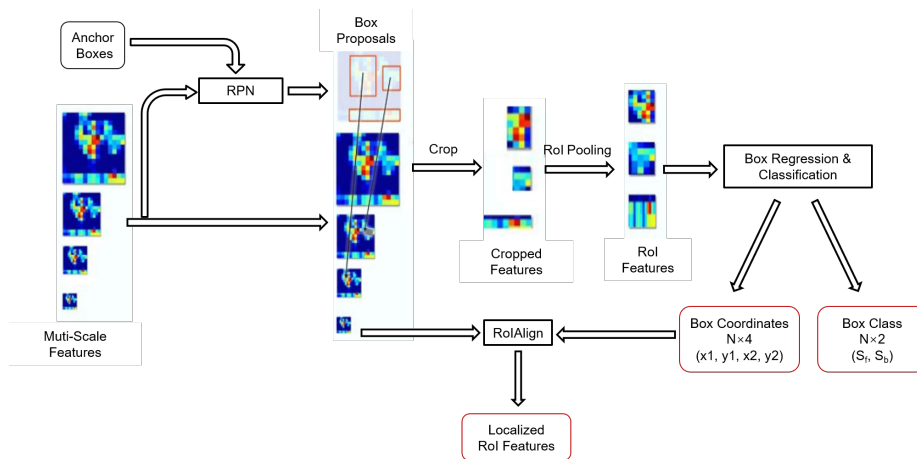 Anchor
Boxes
RPN
Box
Proposals
Muti-Scale
Features
Crop
Cropped
Features
RoI Pooling
RoI
Features
Box Regression &
Classification
RoIAlign
Box Coordinates
N×4
(x1, y1, x2, y2)
Box Class
N×2
(Sf, Sb)
Localized
RoI Features